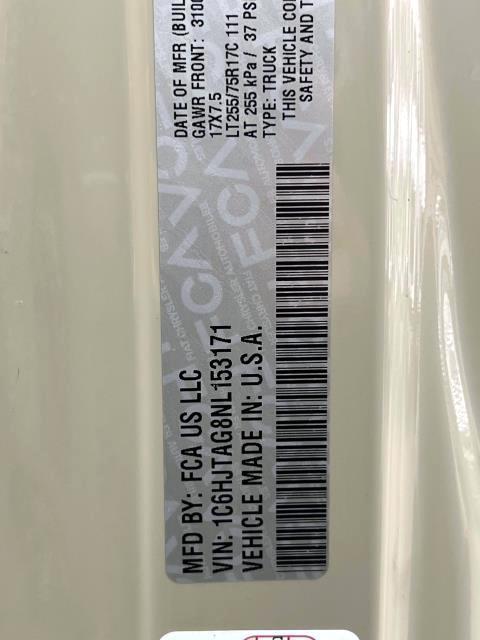 MFD BY: FCA US LLC
VIN: 1C6HJTAG8NL153171
VEHICLE MADE IN: U.S.A.
DATE OF MFR (BUIL
GAWR FRONT: 3100
17X7.5
LT255/75R17C 111
AT 255 kPa / 37 PS
TYPE: TRUCK
THIS VEHICLE CO
SAFETY AND T